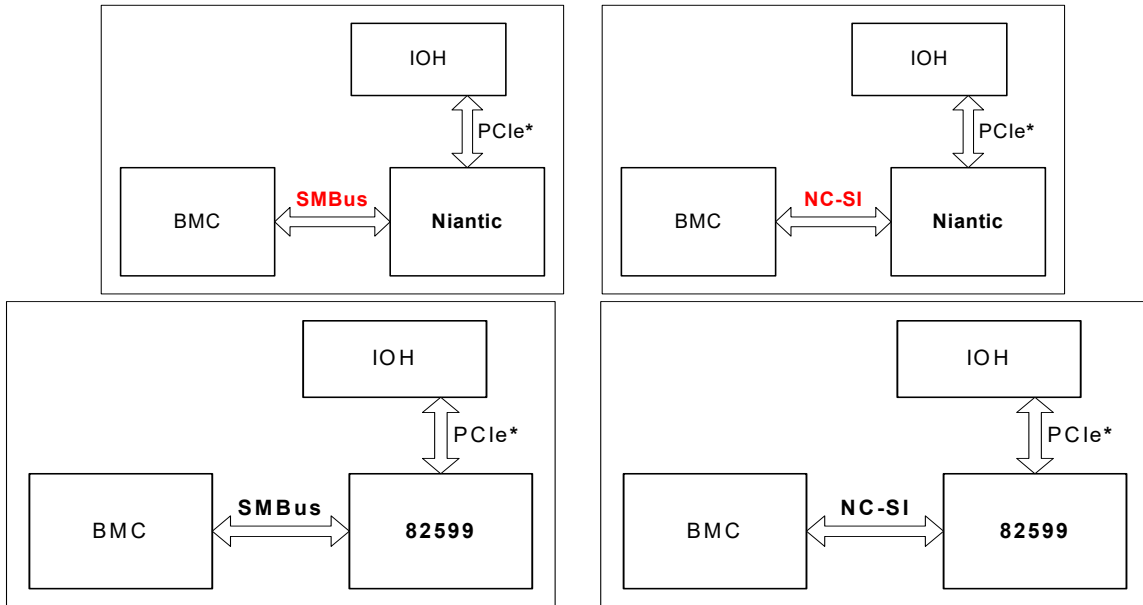 IOH
PCIe*
SMBus
BMC
Niantic
IOH
PCIe*
NC-SI
BMC
Niantic
IOH
PCIe*
SMBus
BMC
82599
IOH
PCIe*
NC-SI
BMC
82599